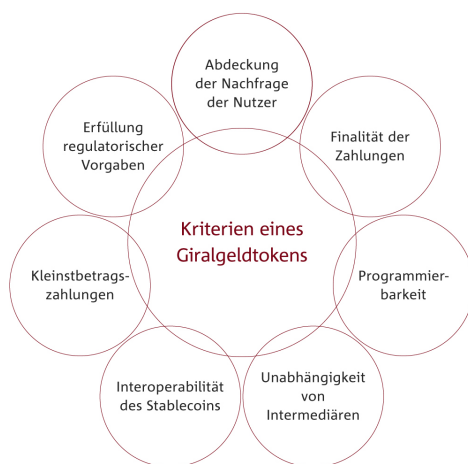 Abdeckung
der Nachfrage
der Nutzer
Finalität der
Zahlungen
Programmier-
barkeit
Unabhängigkeit
von
Intermediären
Interoperabilität
des Stablecoins
Kleinstbetrags-
zahlungen
Erfüllung
regulatorischer
Vorgaben
Kriterien eines
Giralgeldtokens